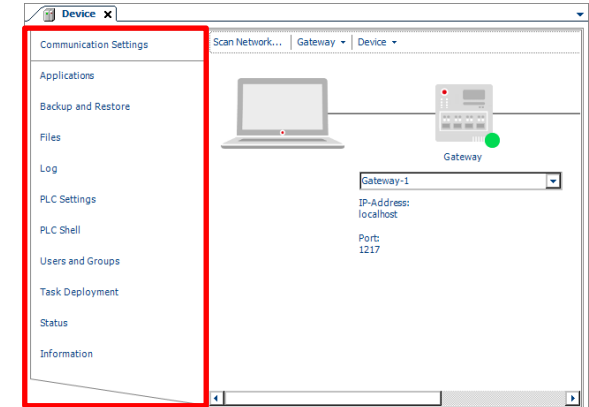 Device
Communication Settings
Applications
Backup and Restore
Files
Log
PLC Settings
PLC Shell
Users and Groups
Task Deployment
Status
Information
Scan Network... Gateway Device
Gateway
Gateway-1
IP-Address:
localhost
Port:
1217